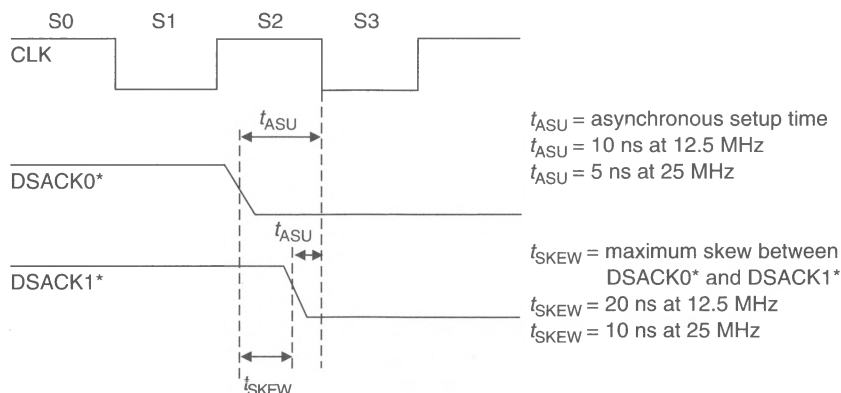 S0 S1 S2 S3
CLK
tASU
tASU = asynchronous setup time
tASU = 10 ns at 12.5 MHz
tASU = 5 ns at 25 MHz
DSACK0*
tASU
DSACK1*
tSKEW = maximum skew between
DSACK0* and DSACK1*
tSKEW = 20 ns at 12.5 MHz
tSKEW = 10 ns at 25 MHz
tSKEW